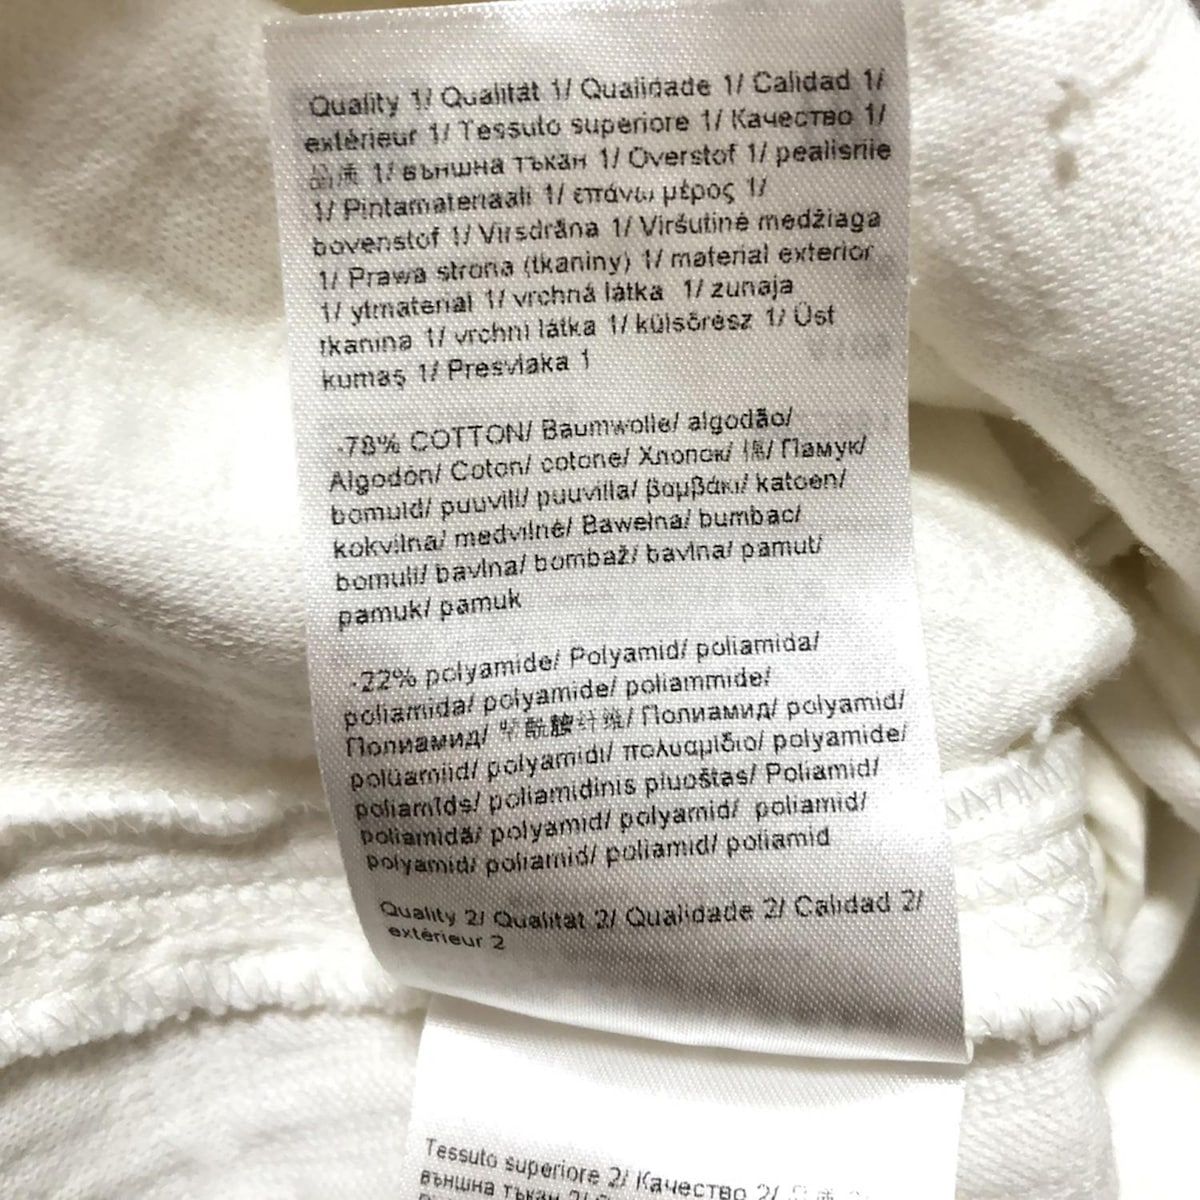 Quality 1/ Qualität 1/ Qualidade 1/ Calidad 1/
extérieur 1/ Tessuto superiore 1/ Качество 1/
品质 1/ външна тъкан 1/ Overstof 1/ pealisriie
1/ Pintamateriaali 1/ επάνω μέρος 1/
bovenstof 1/ Virsdrāna 1/ Viršutinė medžiaga
1/ Prawa strona (tkaniny) 1/ material exterior
1/ ytmaterial 1/ vrchná látka 1/ zunaja
tkanina 1/ vrchní látka 1/ külsőrész 1/ Üst
kumaş 1/ Presvlaka 1
-78% COTTON/ Baumwolle/ algodão/
Algodon/ Coton/ cotone/ Хлопок/ 棉/ Памук/
bomuld/ puuvill/ puuvilla/ βαμβάκι/ katoen/
kokvilna/ medvilnė/ Bawełna/ bumbac/
bomull/ bavlna/ bombaž/ bavlna/ pamut/
pamuk/ pamuk
-22% polyamide/ Polyamid/ poliamida/
poliamida/ polyamide/ poliammide/
Полиамид/ 聚酰胺纤维/ Полиамид/ polyamid/
polüamiid/ polyamidi/ πολυαμίδιο/ polyamide/
poliamīds/ poliamidinis pluoštas/ Poliamid/
poliamidă/ polyamid/ polyamid/ poliamid/
polyamid/ poliamid/ poliamid/ poliamid
Quality 2/ Qualität 2/ Qualidade 2/ Calidad 2/
extérieur 2
Tessuto superiore 2/ Качество 2/
външна тъкан 2/